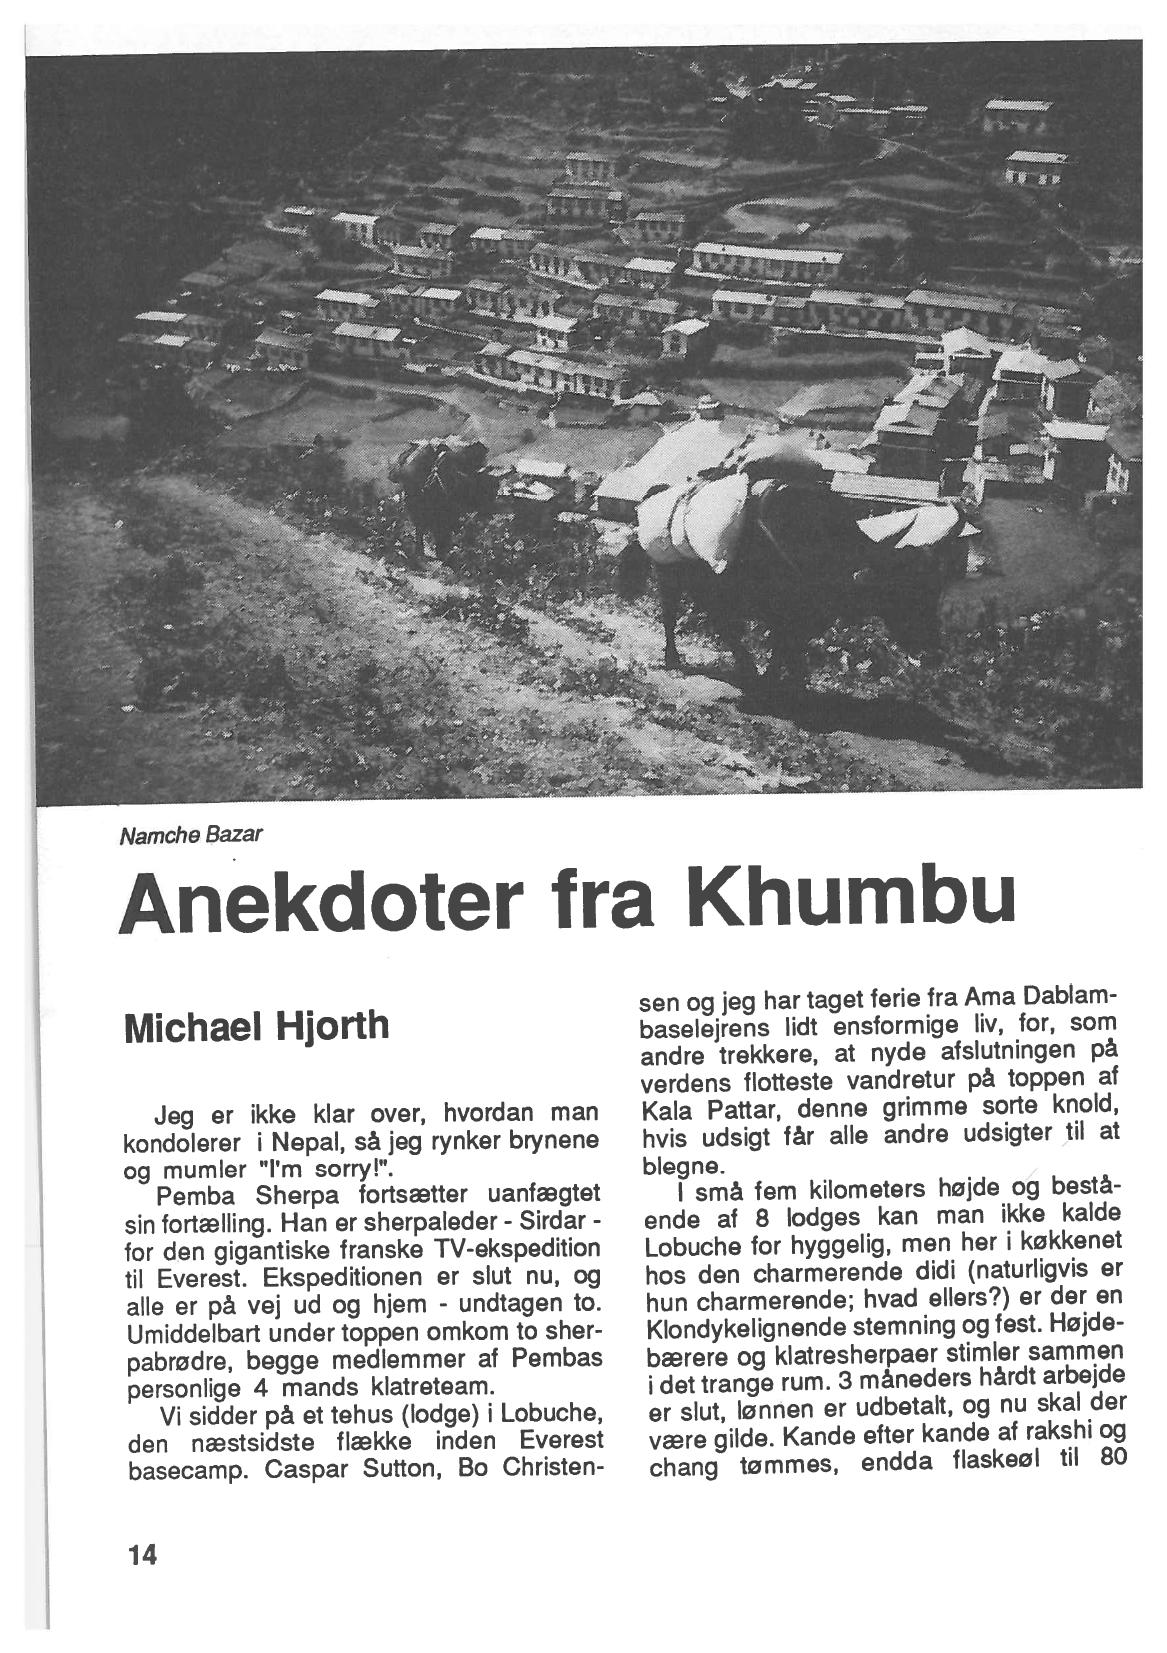 Namche Bazar
Anekdoter fra Khumbu
Michael Hjorth
Jeg er ikke klar over, hvordan man
kondolerer i Nepal, så jeg rynker brynene
og mumler "I'm sorry!".
Pemba Sherpa fortsætter uanfægtet
sin fortælling. Han er sherpaleder - Sirdar -
for den gigantiske franske TV-ekspedition
til Everest. Ekspeditionen er slut nu, og
alle er på vej ud og hjem - undtagen to.
Umiddelbart under toppen omkom to sher-
pabrødre, begge medlemmer af Pembas
personlige 4 mands klatreteam.
Vi sidder på et tehus (lodge) i Lobuche,
den næstsidste flække inden Everest
basecamp. Caspar Sutton, Bo Christen-
sen og jeg har taget ferie fra Ama Dablam-
baselejrens lidt ensformige liv, for, som
andre trekkere, at nyde afslutningen på
verdens flotteste vandretur på toppen af
Kala Pattar, denne grimme sorte knold,
hvis udsigt får alle andre udsigter til at
blegne.
I små fem kilometers højde og bestå-
ende af 8 lodges kan man ikke kalde
Lobuche for hyggelig, men her i køkkenet
hos den charmerende didi (naturligvis er
hun charmerende; hvad ellers?) er der en
Klondykelignende stemning og fest. Højde-
bærere og klatresherpaer stimler sammen
i det trange rum. 3 måneders hårdt arbejde
er slut, lønnen er udbetalt, og nu skal der
være gilde. Kande efter kande af rakshi og
chang tømmes, endda flaskeøl til 80
14